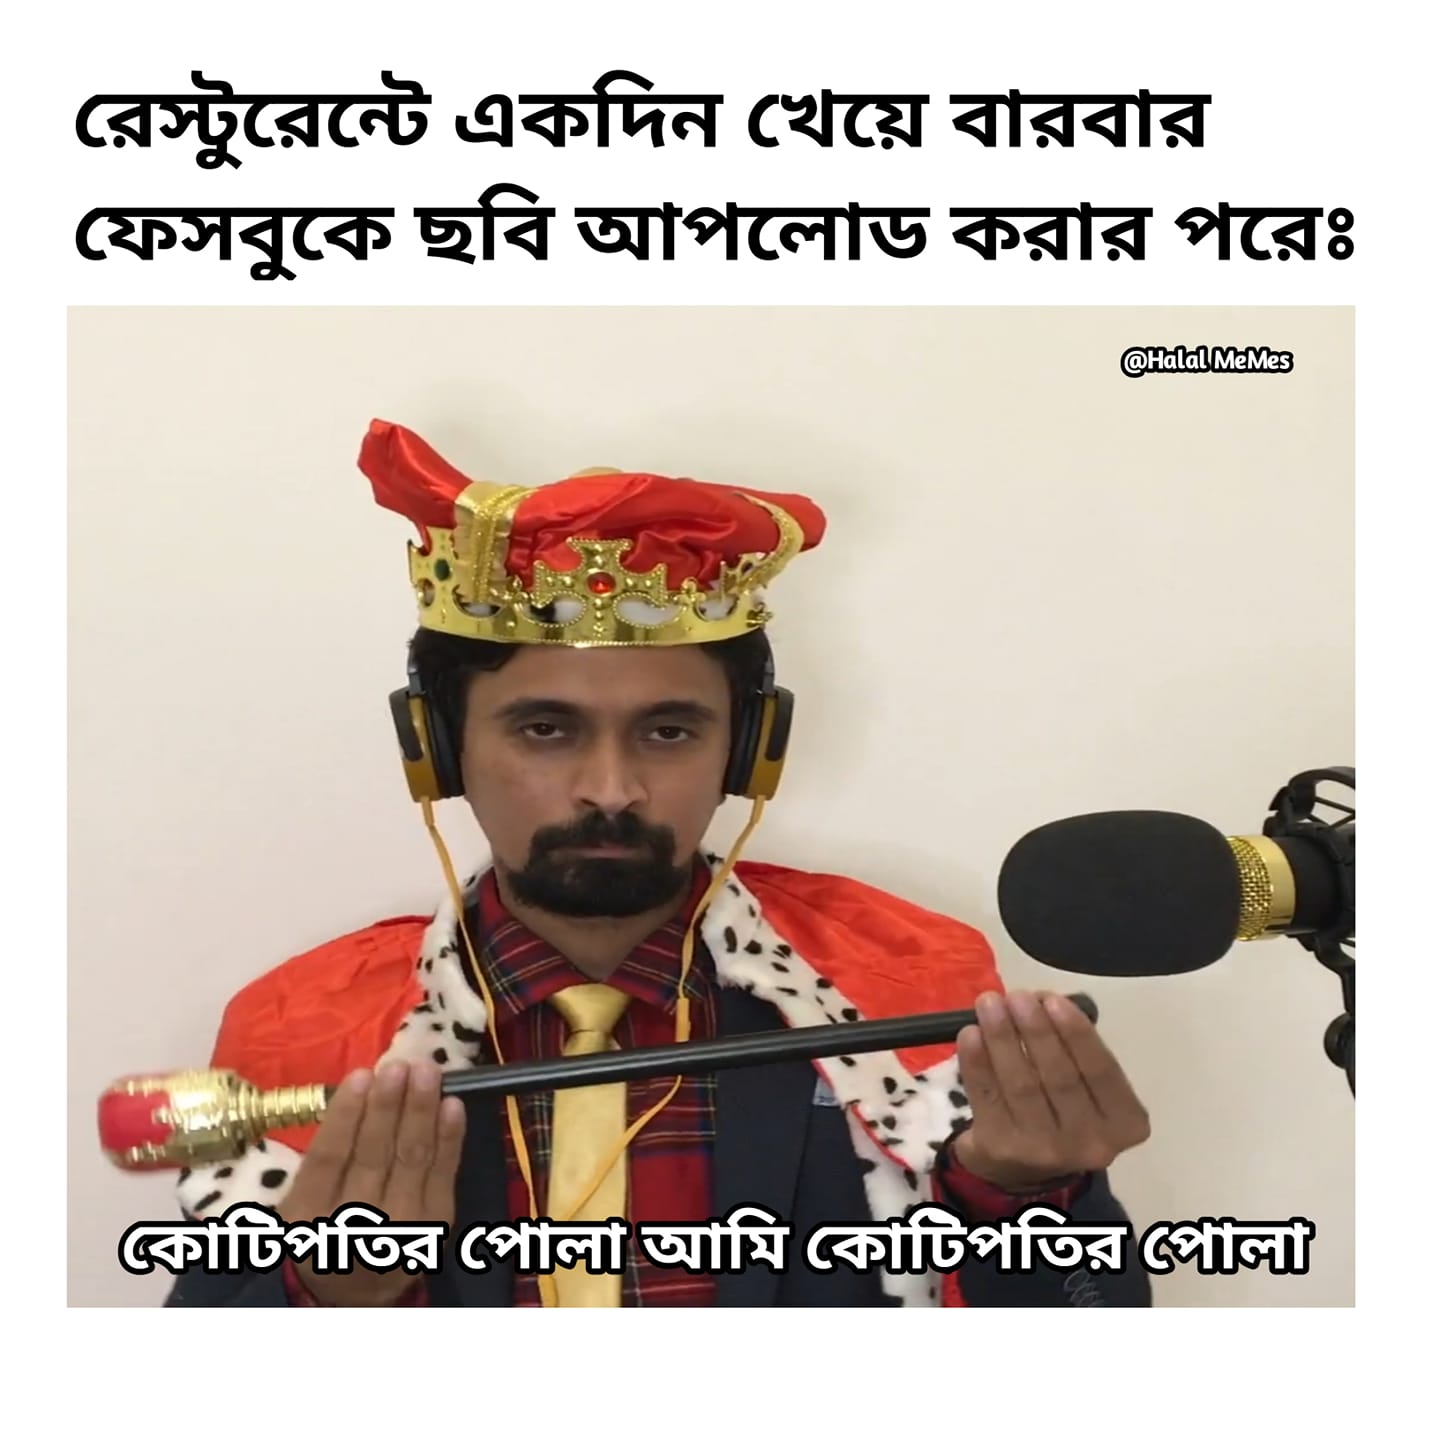 রেস্টুরেন্টে একদিন খেয়ে বারবার
ফেসবুকে ছবি আপলোড করার পরেঃ
@Halal MeMes
কোটিপতির পোলা আমি কোটিপতির পোলা